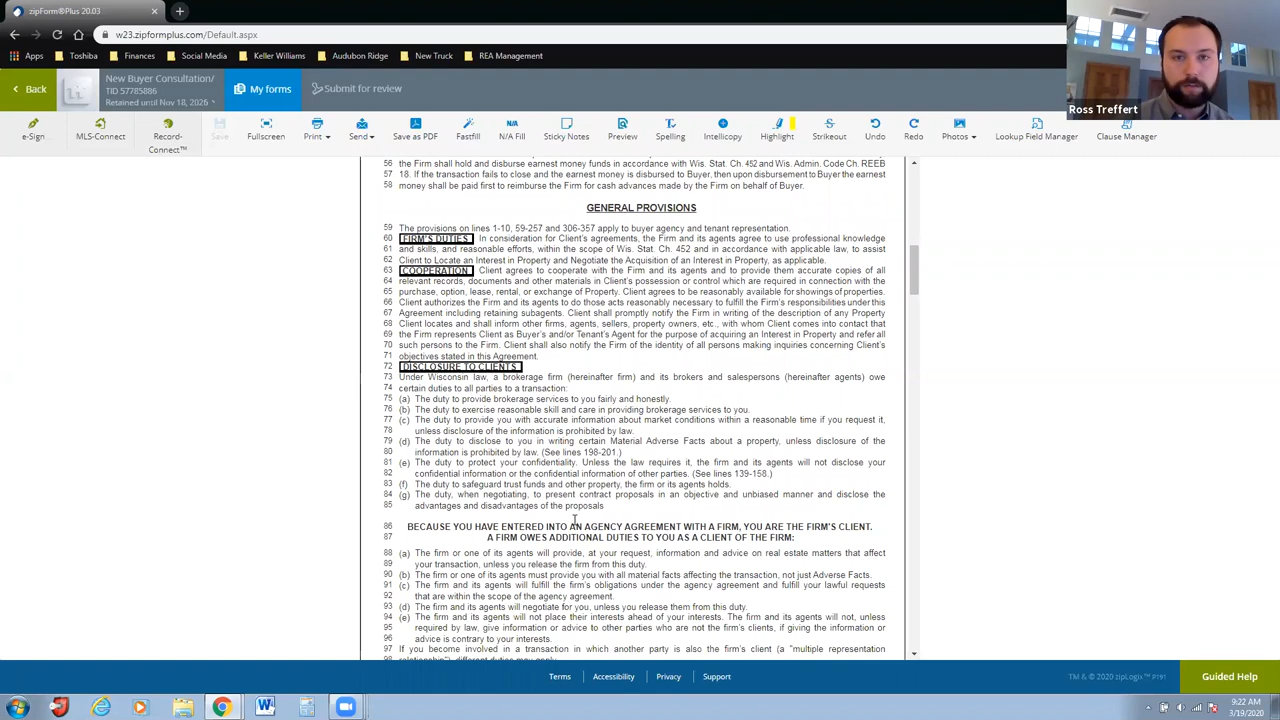 zipForm®Plus 20.03
w23.zipformplus.com/Default.aspx
Apps Toshiba Finances Social Media Keller Williams Audubon Ridge New Truck REA Management
Ross Treffert
Back
New Buyer Consultation/
TID 57785886
Retained until Nov 18, 2026
My forms
Submit for review
e-Sign...
MLS-Connect
Record-
Connect™
Save
Fullscreen
Print
Send
Save as PDF
Fastfill
N/A Fill
Sticky Notes
Preview
Spelling
Intellicopy
Highlight
Strikeout
Undo
Redo
Photos
Lookup Field Manager
Clause Manager
56 the Firm shall hold and disburse earnest money funds in accordance with Wis. Stat. Ch. 452 and Wis. Admin. Code Ch. REEB
57 18. If the transaction fails to close and the earnest money is disbursed to Buyer, then upon disbursement to Buyer the earnest
58 money shall be paid first to reimburse the Firm for cash advances made by the Firm on behalf of Buyer.
GENERAL PROVISIONS
59 The provisions on lines 1-10, 59-257 and 306-357 apply to buyer agency and tenant representation.
60 FIRM'S DUTIES In consideration for Client's agreements, the Firm and its agents agree to use professional knowledge
61 and skills, and reasonable efforts, within the scope of Wis. Stat. Ch. 452 and in accordance with applicable law, to assist
62 Client to Locate an Interest in Property and Negotiate the Acquisition of an Interest in Property, as applicable.
63 COOPERATION Client agrees to cooperate with the Firm and its agents and to provide them accurate copies of all
64 relevant records, documents and other materials in Client's possession or control which are required in connection with the
65 purchase, option, lease, rental, or exchange of Property. Client agrees to be reasonably available for showings of properties.
66 Client authorizes the Firm and its agents to do those acts reasonably necessary to fulfill the Firm's responsibilities under this
67 Agreement including retaining subagents. Client shall promptly notify the Firm in writing of the description of any Property
68 Client locates and shall inform other firms, agents, sellers, property owners, etc., with whom Client comes into contact that
69 the Firm represents Client as Buyer's and/or Tenant's Agent for the purpose of acquiring an Interest in Property and refer all
70 such persons to the Firm. Client shall also notify the Firm of the identity of all persons making inquiries concerning Client's
71 objectives stated in this Agreement.
72 DISCLOSURE TO CLIENTS
73 Under Wisconsin law, a brokerage firm (hereinafter firm) and its brokers and salespersons (hereinafter agents) owe
74 certain duties to all parties to a transaction:
75 (a) The duty to provide brokerage services to you fairly and honestly.
76 (b) The duty to exercise reasonable skill and care in providing brokerage services to you.
77 (c) The duty to provide you with accurate information about market conditions within a reasonable time if you request it,
78 unless disclosure of the information is prohibited by law.
79 (d) The duty to disclose to you in writing certain Material Adverse Facts about a property, unless disclosure of the
80 information is prohibited by law. (See lines 198-201.)
81 (e) The duty to protect your confidentiality. Unless the law requires it, the firm and its agents will not disclose your
82 confidential information or the confidential information of other parties. (See lines 139-158.)
83 (f) The duty to safeguard trust funds and other property, the firm or its agents holds.
84 (g) The duty, when negotiating, to present contract proposals in an objective and unbiased manner and disclose the
85 advantages and disadvantages of the proposals
86 BECAUSE YOU HAVE ENTERED INTO AN AGENCY AGREEMENT WITH A FIRM, YOU ARE THE FIRM'S CLIENT.
87 A FIRM OWES ADDITIONAL DUTIES TO YOU AS A CLIENT OF THE FIRM:
88 (a) The firm or one of its agents will provide, at your request, information and advice on real estate matters that affect
89 your transaction, unless you release the firm from this duty.
90 (b) The firm or one of its agents must provide you with all material facts affecting the transaction, not just Adverse Facts.
91 (c) The firm and its agents will fulfill the firm's obligations under the agency agreement and fulfill your lawful requests
92 that are within the scope of the agency agreement.
93 (d) The firm and its agents will negotiate for you, unless you release them from this duty.
94 (e) The firm and its agents will not place their interests ahead of your interests. The firm and its agents will not, unless
95 required by law, give information or advice to other parties who are not the firm's clients, if giving the information or
96 advice is contrary to your interests.
97 If you become involved in a transaction in which another party is also the firm's client (a "multiple representation
98 relationship"), different duties may apply.
Terms Accessibility Privacy Support
TM & © 2020 zipLogix™ P191
Guided Help
9:22 AM
3/19/2020